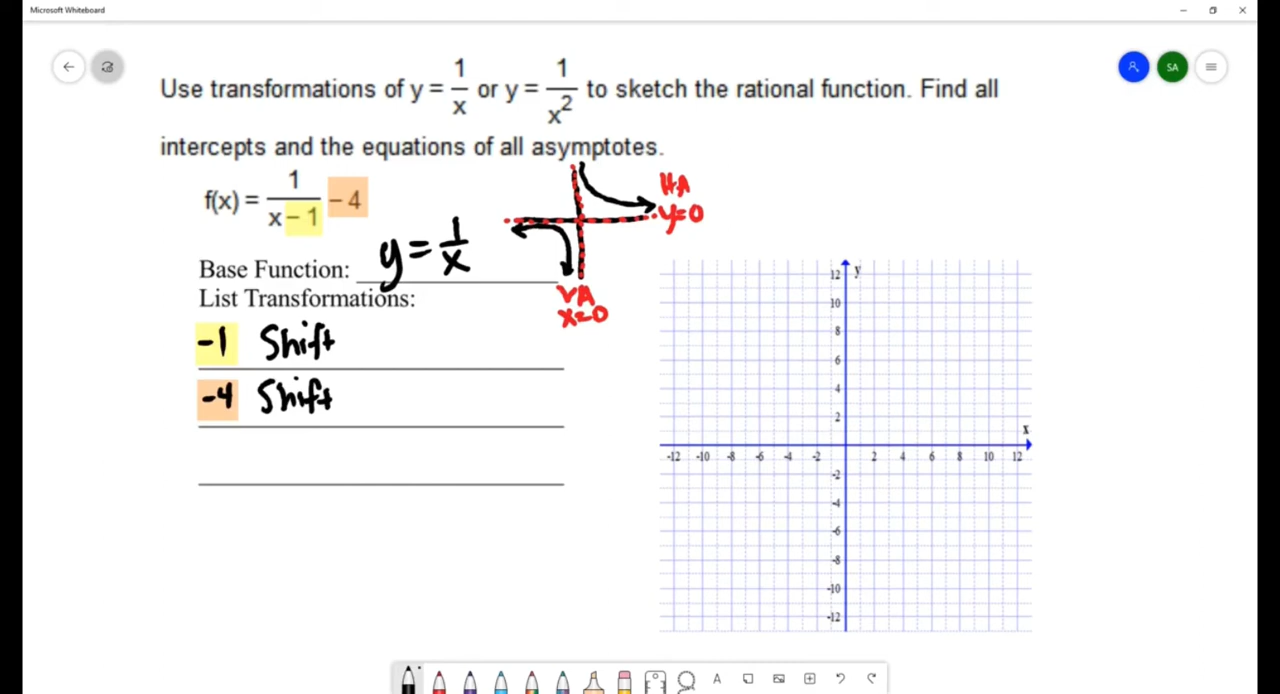 Microsoft Whiteboard
SA
Use transformations of y = 1/x or y = 1/x² to sketch the rational function. Find all
intercepts and the equations of all asymptotes.
f(x) = 1/(x − 1) − 4
HA
y=0
Base Function: y = 1/x
VA
x=0
List Transformations:
-1 Shift
-4 Shift
y
12
10
8
6
4
2
x
-12 -10 -8 -6 -4 -2 2 4 6 8 10 12
-2
-4
-6
-8
-10
-12
A